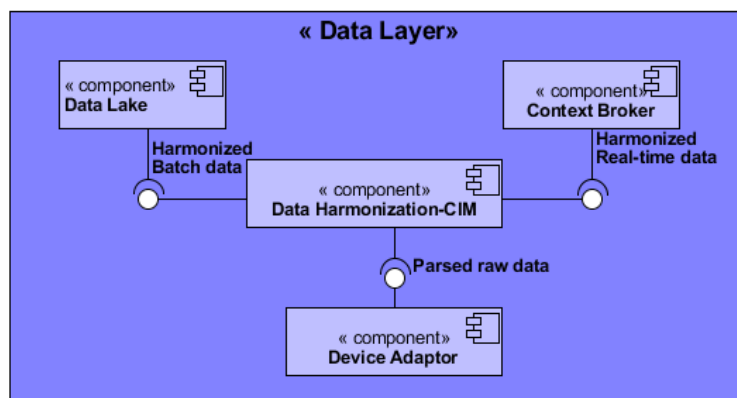 « Data Layer»
« component»
Data Lake
« component»
Context Broker
Harmonized
Batch data
Harmonized
Real-time data
« component»
Data Harmonization-CIM
Parsed raw data
« component»
Device Adaptor